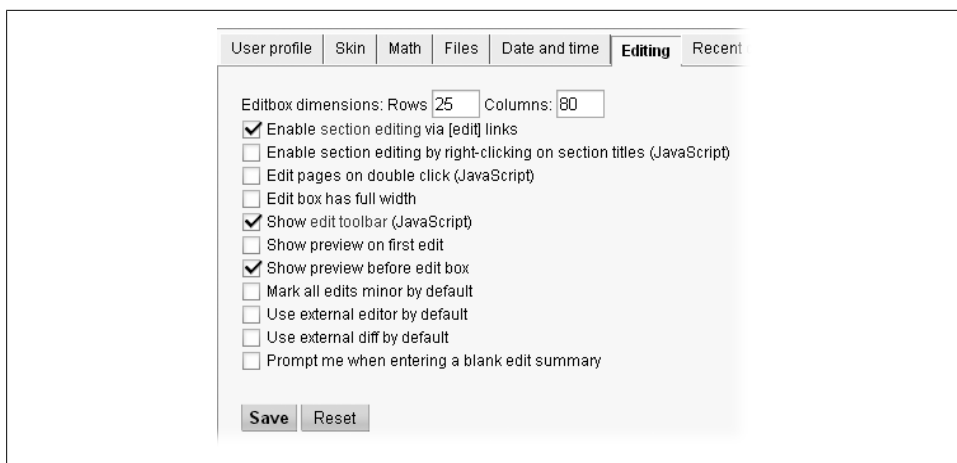 User profile Skin Math Files Date and time Editing Recent
Editbox dimensions: Rows 25 Columns: 80
Enable section editing via [edit] links
Enable section editing by right-clicking on section titles (JavaScript)
Edit pages on double click (JavaScript)
Edit box has full width
Show edit toolbar (JavaScript)
Show preview on first edit
Show preview before edit box
Mark all edits minor by default
Use external editor by default
Use external diff by default
Prompt me when entering a blank edit summary
Save Reset